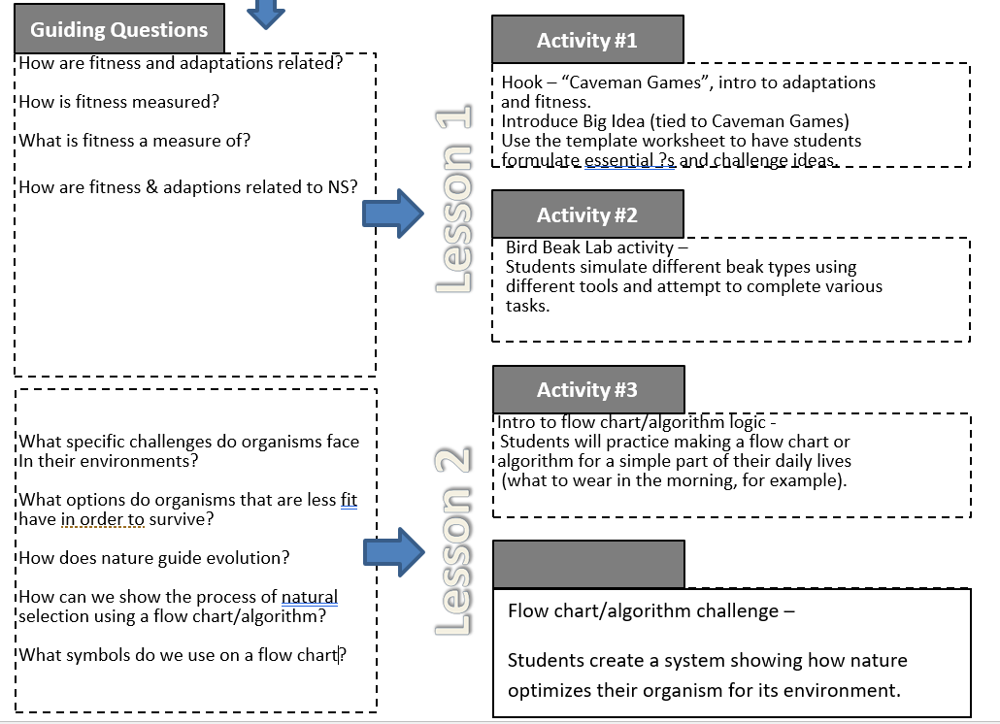 Guiding Questions
How are fitness and adaptations related?
How is fitness measured?
What is fitness a measure of?
How are fitness & adaptions related to NS?
Lesson 1
Activity #1
Hook – “Caveman Games”, intro to adaptations
and fitness.
Introduce Big Idea (tied to Caveman Games)
Use the template worksheet to have students
formulate essential ?s and challenge ideas.
Activity #2
Bird Beak Lab activity –
Students simulate different beak types using
different tools and attempt to complete various
tasks.
What specific challenges do organisms face
In their environments?
What options do organisms that are less fit
have in order to survive?
How does nature guide evolution?
How can we show the process of natural
selection using a flow chart/algorithm?
What symbols do we use on a flow chart?
Lesson 2
Activity #3
Intro to flow chart/algorithm logic -
Students will practice making a flow chart or
algorithm for a simple part of their daily lives
(what to wear in the morning, for example).
Flow chart/algorithm challenge –
Students create a system showing how nature
optimizes their organism for its environment.